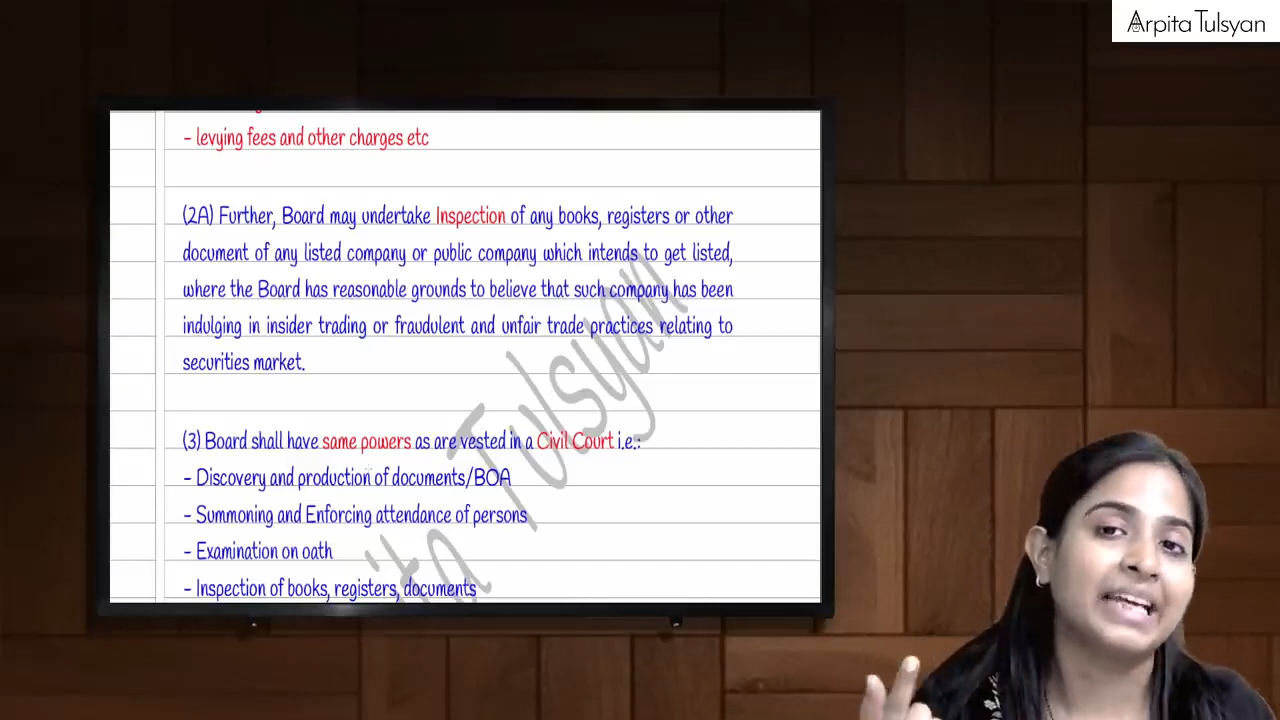 Arpita Tulsyan
- levying fees and other charges etc
(2A) Further, Board may undertake Inspection of any books, registers or other
document of any listed company or public company which intends to get listed,
where the Board has reasonable grounds to believe that such company has been
indulging in insider trading or fraudulent and unfair trade practices relating to
securities market.
(3) Board shall have same powers as are vested in a Civil Court i.e.:
- Discovery and production of documents/BOA
- Summoning and Enforcing attendance of persons
- Examination on oath
- Inspection of books, registers, documents
Tulsyan